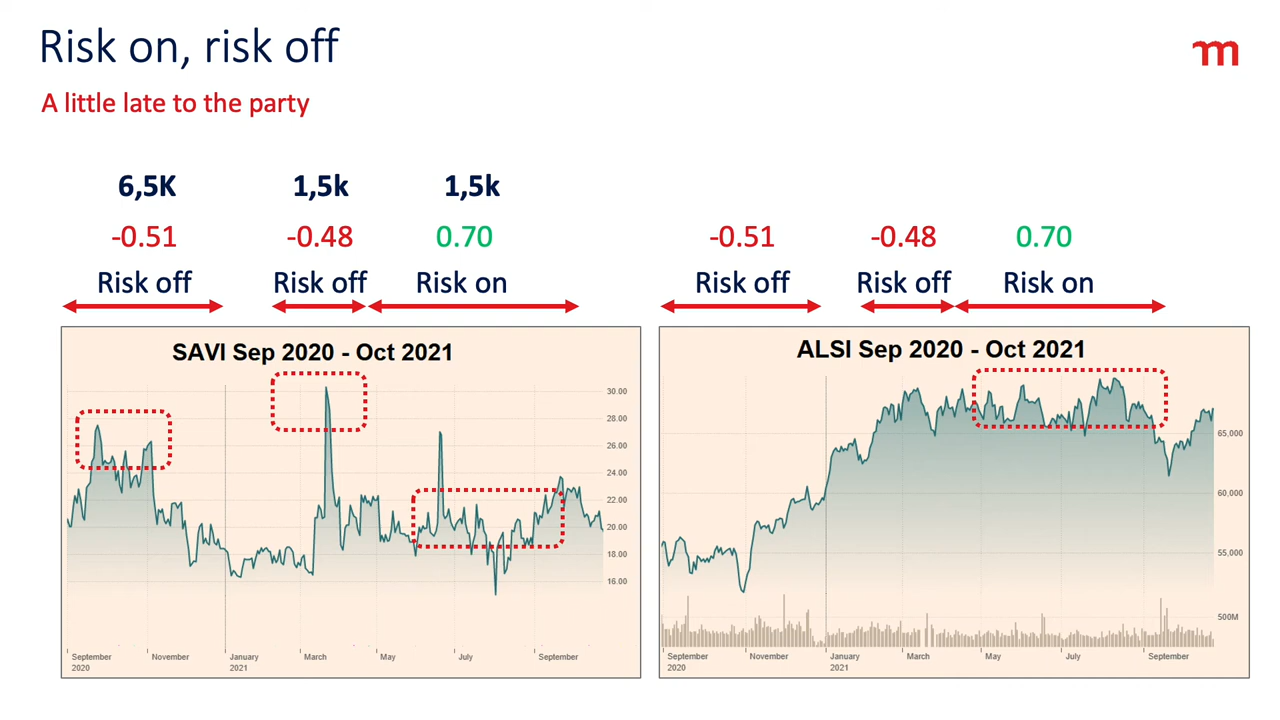 Risk on, risk off
m
A little late to the party
6,5K 1,5k 1,5k
-0.51 -0.48 0.70
Risk off Risk off Risk on
-0.51 -0.48 0.70
Risk off Risk off Risk on
SAVI Sep 2020 - Oct 2021
30.00
28.00
26.00
24.00
22.00
20.00
18.00
16.00
September November January March May July September
2020 2021
ALSI Sep 2020 - Oct 2021
65,000
60,000
55,000
500M
September November January March May July September
2020 2021